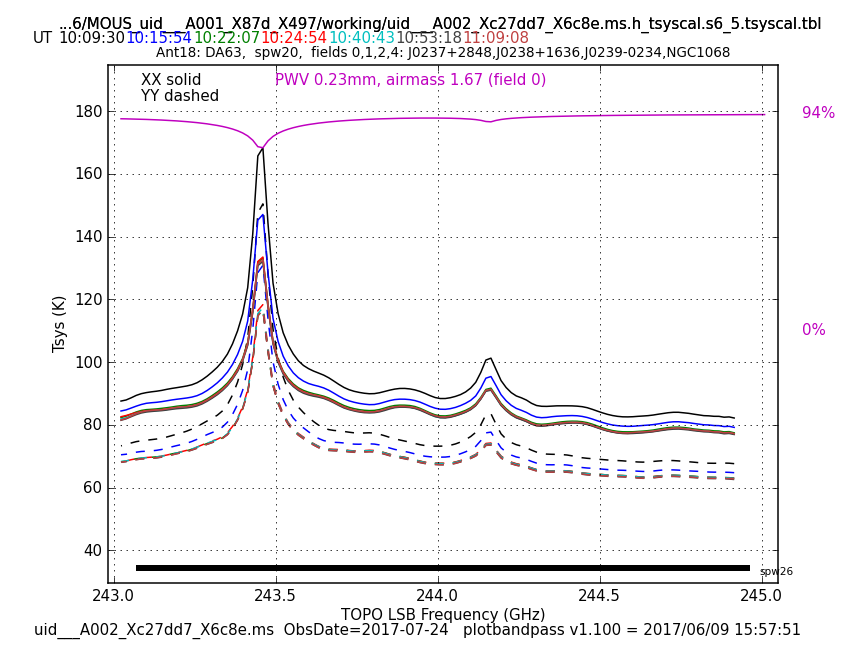 ...6/MOUS_uid___A001_X87d_X497/working/uid___A002_Xc27dd7_X6c8e.ms.h_tsyscal.s6_5.tsyscal.tbl
UT 10:09:30 10:15:54 10:22:07 10:24:54 10:40:43 10:53:18 11:09:08
Ant18: DA63, spw20, fields 0,1,2,4: J0237+2848,J0238+1636,J0239-0234,NGC1068
XX solid
PWV 0.23mm, airmass 1.67 (field 0)
YY dashed
180
94%
160
140
120
0%
100
80
60
40
Tsys (K)
spw26
243.0 243.5 244.0 244.5 245.0
TOPO LSB Frequency (GHz)
uid___A002_Xc27dd7_X6c8e.ms ObsDate=2017-07-24 plotbandpass v1.100 = 2017/06/09 15:57:51